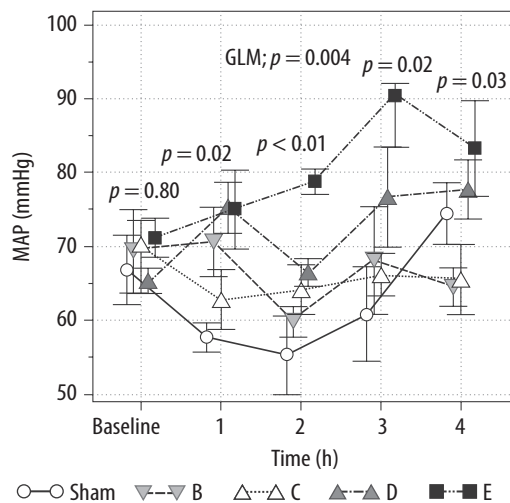 100
90
80
70
60
50
MAP (mmHg)
GLM; p = 0.004
p = 0.80
p = 0.02
p < 0.01
p = 0.02
p = 0.03
Baseline 1 2 3 4
Time (h)
Sham B C D E